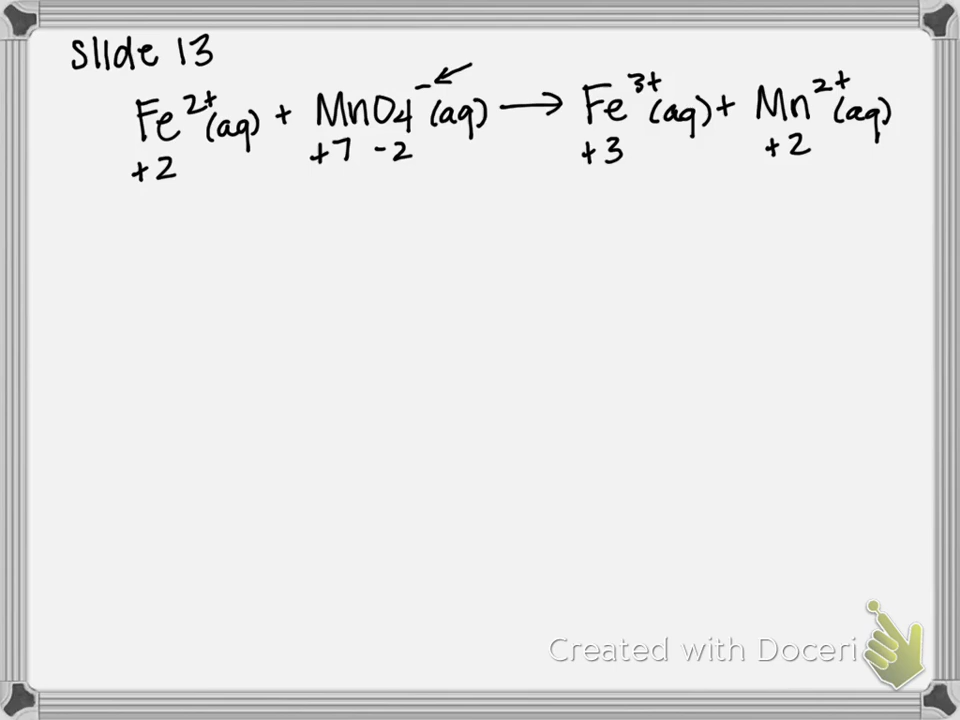 Slide 13
Fe²⁺(aq) + MnO₄⁻(aq) → Fe³⁺(aq) + Mn²⁺(aq)
+2 +7 -2 +3 +2
Created with Doceri